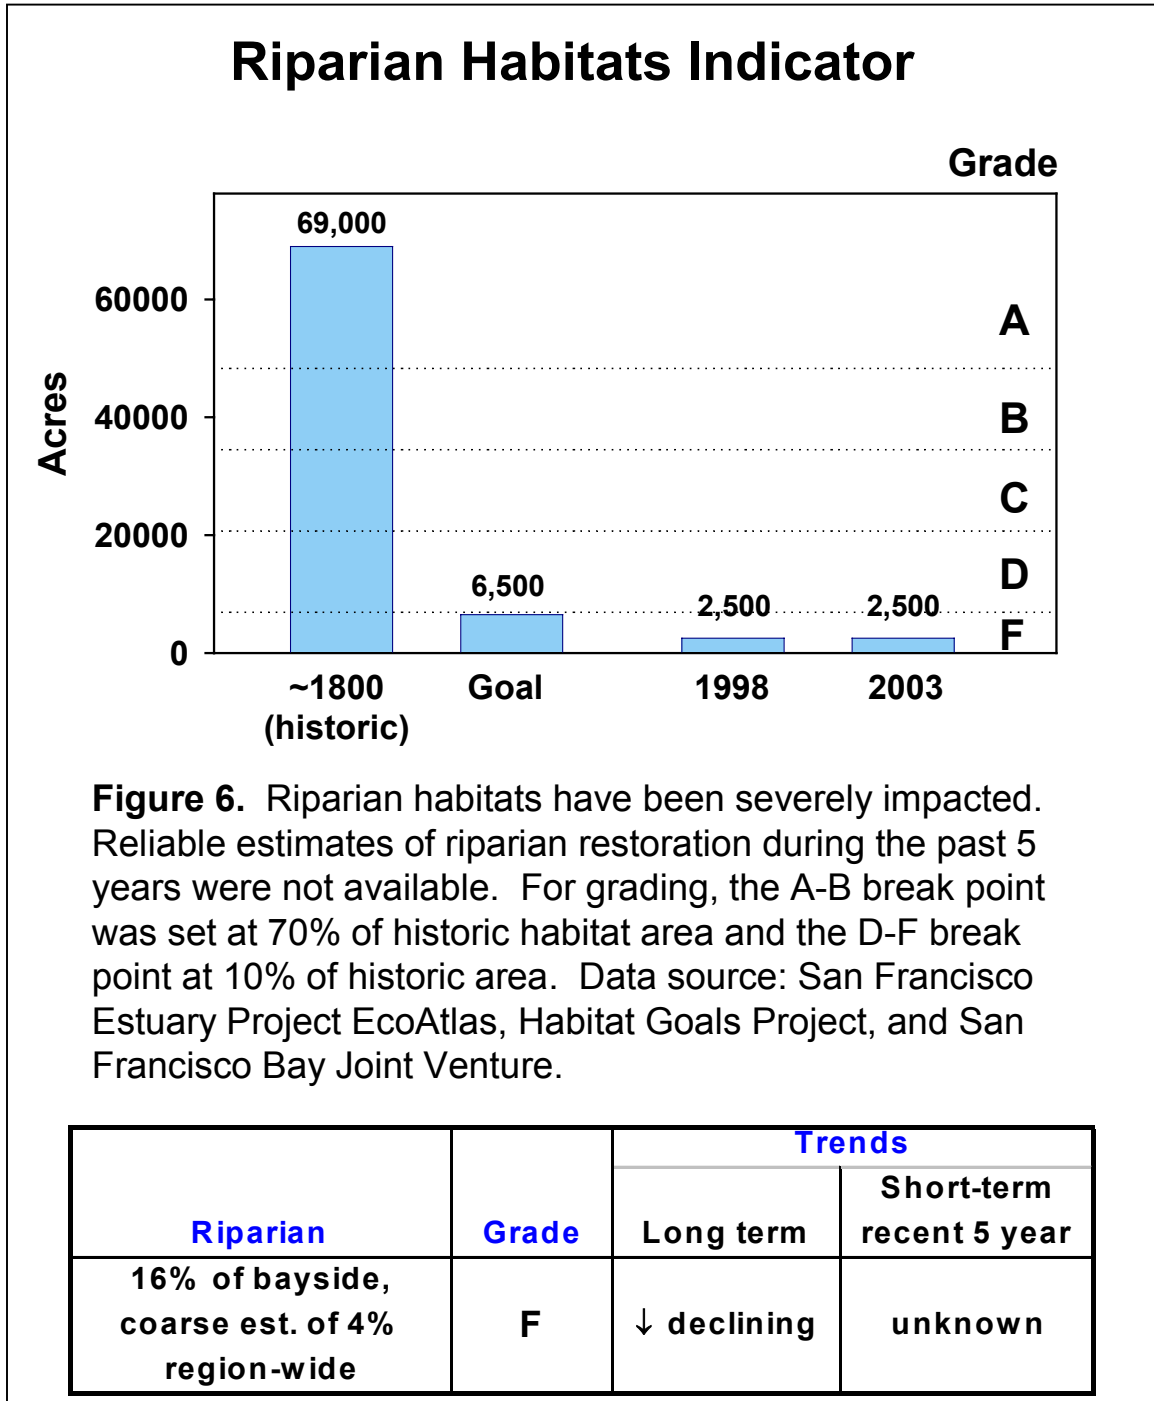 Riparian Habitats Indicator
Grade
69,000
60000
A
40000
B
Acres
C
20000
D
6,500
2,500
2,500
F
0
~1800
(historic)
Goal
1998
2003
Figure 6. Riparian habitats have been severely impacted.
Reliable estimates of riparian restoration during the past 5
years were not available. For grading, the A-B break point
was set at 70% of historic habitat area and the D-F break
point at 10% of historic area. Data source: San Francisco
Estuary Project EcoAtlas, Habitat Goals Project, and San
Francisco Bay Joint Venture.
Trends
Riparian
Grade
Long term
Short-term
recent 5 year
16% of bayside,
coarse est. of 4%
region-wide
F
↓ declining
unknown